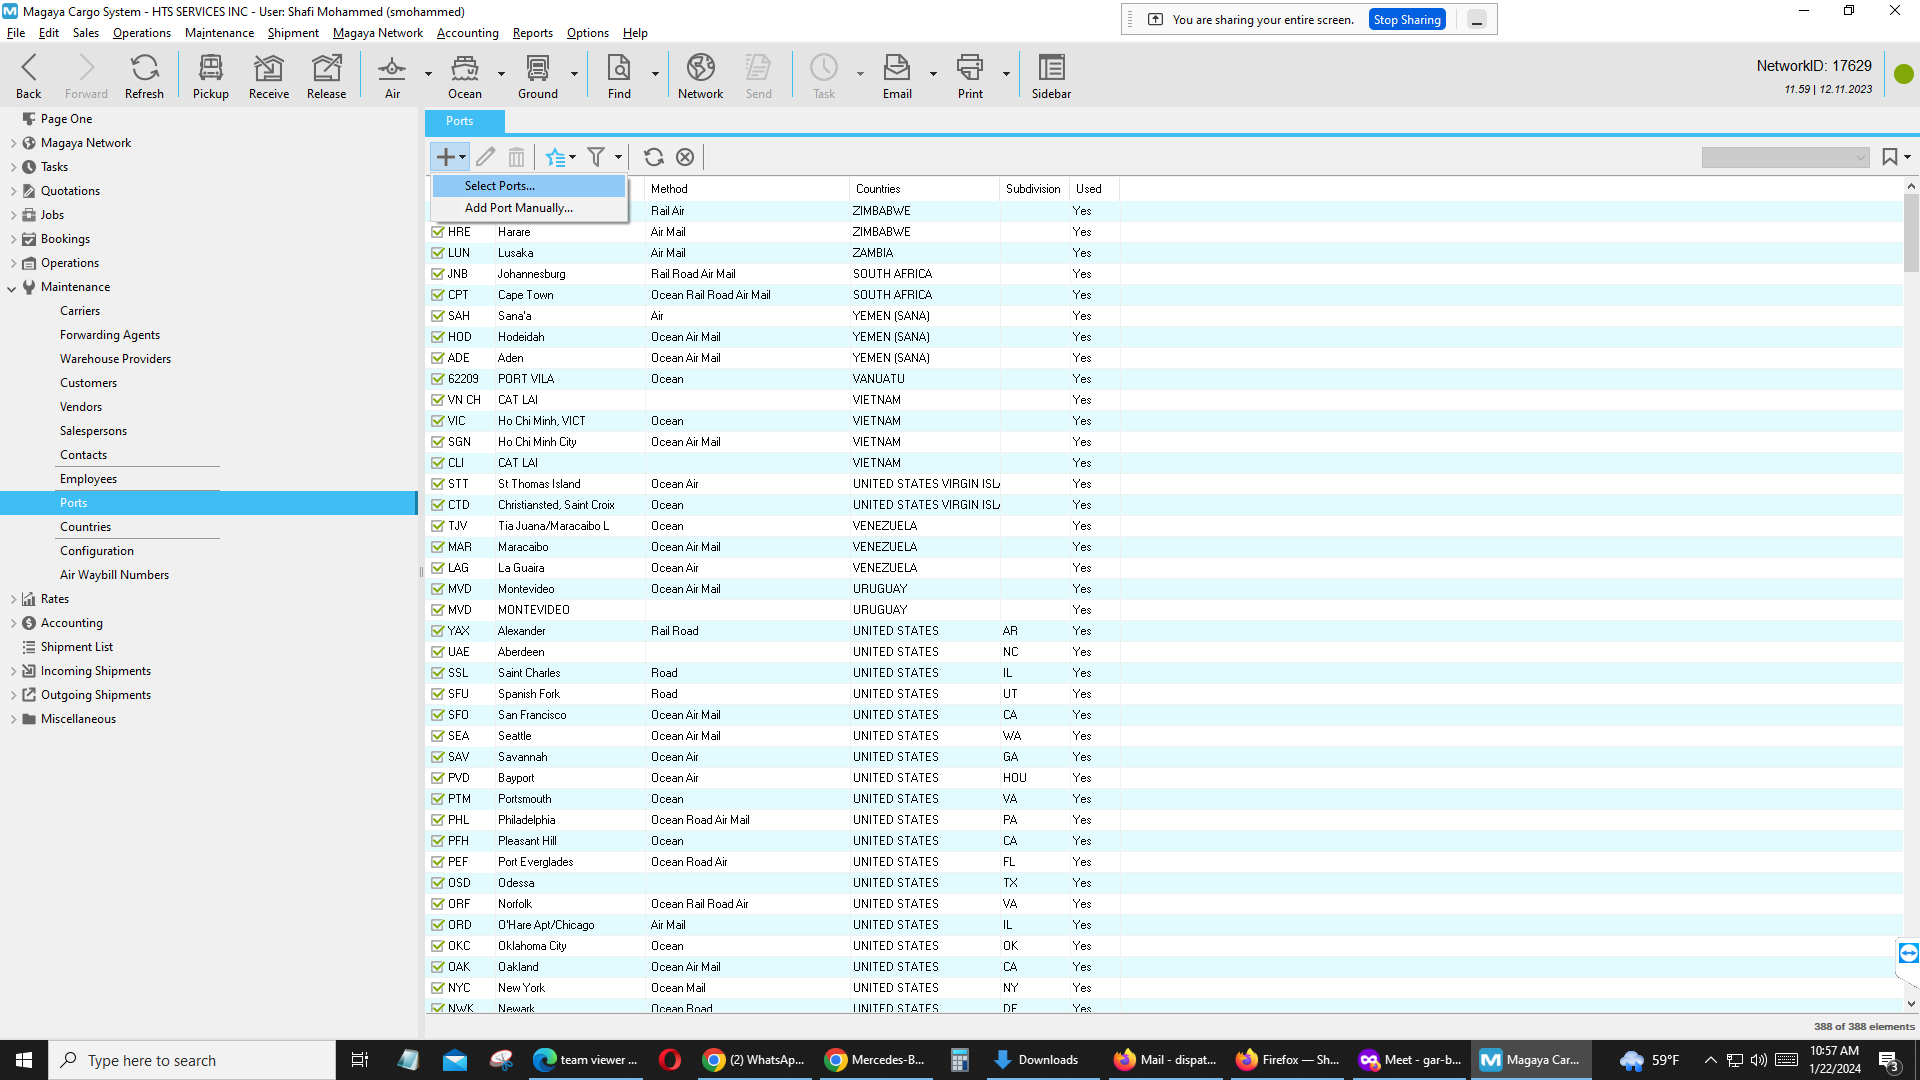 Magaya Cargo System - HTS SERVICES INC - User: Shafi Mohammed (smohammed)
You are sharing your entire screen. Stop Sharing
File Edit Sales Operations Maintenance Shipment Magaya Network Accounting Reports Options Help
Back Forward Refresh Pickup Receive Release Air Ocean Ground Find Network Send Task Email Print Sidebar
NetworkID: 17629
11.59 | 12.11.2023
Page One
Magaya Network
Tasks
Quotations
Jobs
Bookings
Operations
Maintenance
Carriers
Forwarding Agents
Warehouse Providers
Customers
Vendors
Salespersons
Contacts
Employees
Ports
Countries
Configuration
Air Waybill Numbers
Rates
Accounting
Shipment List
Incoming Shipments
Outgoing Shipments
Miscellaneous
Ports
Select Ports...
Add Port Manually...
Method Countries Subdivision Used
Rail Air ZIMBABWE Yes
HRE Harare Air Mail ZIMBABWE Yes
LUN Lusaka Air Mail ZAMBIA Yes
JNB Johannesburg Rail Road Air Mail SOUTH AFRICA Yes
CPT Cape Town Ocean Rail Road Air Mail SOUTH AFRICA Yes
SAH Sana'a Air YEMEN (SANA) Yes
HOD Hodeidah Ocean Air Mail YEMEN (SANA) Yes
ADE Aden Ocean Air Mail YEMEN (SANA) Yes
62209 PORT VILA Ocean VANUATU Yes
VN CH CAT LAI VIETNAM Yes
VIC Ho Chi Minh, VICT Ocean VIETNAM Yes
SGN Ho Chi Minh City Ocean Air Mail VIETNAM Yes
CLI CAT LAI VIETNAM Yes
STT St Thomas Island Ocean Air UNITED STATES VIRGIN ISL Yes
CTD Christiansted, Saint Croix Ocean UNITED STATES VIRGIN ISL Yes
TJV Tia Juana/Maracaibo L Ocean VENEZUELA Yes
MAR Maracaibo Ocean Air Mail VENEZUELA Yes
LAG La Guaira Ocean Air VENEZUELA Yes
MVD Montevideo Ocean Air Mail URUGUAY Yes
MVD MONTEVIDEO URUGUAY Yes
YAX Alexander Rail Road UNITED STATES AR Yes
UAE Aberdeen UNITED STATES NC Yes
SSL Saint Charles Road UNITED STATES IL Yes
SFU Spanish Fork Road UNITED STATES UT Yes
SFO San Francisco Ocean Air Mail UNITED STATES CA Yes
SEA Seattle Ocean Air Mail UNITED STATES WA Yes
SAV Savannah Ocean Air UNITED STATES GA Yes
PVD Bayport Ocean Air UNITED STATES HOU Yes
PTM Portsmouth Ocean UNITED STATES VA Yes
PHL Philadelphia Ocean Road Air Mail UNITED STATES PA Yes
PFH Pleasant Hill Ocean UNITED STATES CA Yes
PEF Port Everglades Ocean Road Air UNITED STATES FL Yes
OSD Odessa UNITED STATES TX Yes
ORF Norfolk Ocean Rail Road Air UNITED STATES VA Yes
ORD O'Hare Apt/Chicago Air Mail UNITED STATES IL Yes
OKC Oklahoma City Ocean UNITED STATES OK Yes
OAK Oakland Ocean Air Mail UNITED STATES CA Yes
NYC New York Ocean Mail UNITED STATES NY Yes
NWK Newark Ocean Road UNITED STATES DE Yes
388 of 388 elements
Type here to search team viewer ... (2) WhatsAp... Mercedes-B... Downloads Mail - dispat... Firefox — Sh... Meet - gar-b... Magaya Car... 59°F 10:57 AM
1/22/2024 3